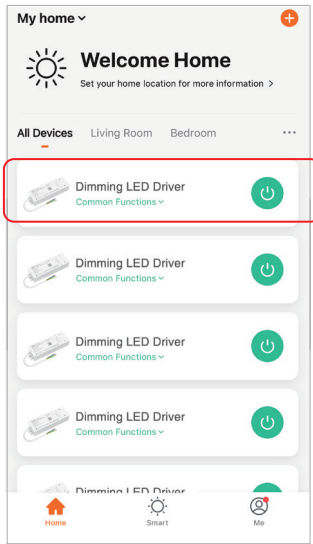 My home
Welcome Home
Set your home location for more information >
All Devices Living Room Bedroom ...
Dimming LED Driver
Common Functions
Dimming LED Driver
Common Functions
Dimming LED Driver
Common Functions
Dimming LED Driver
Common Functions
Dimming LED Driver
Home Smart Me